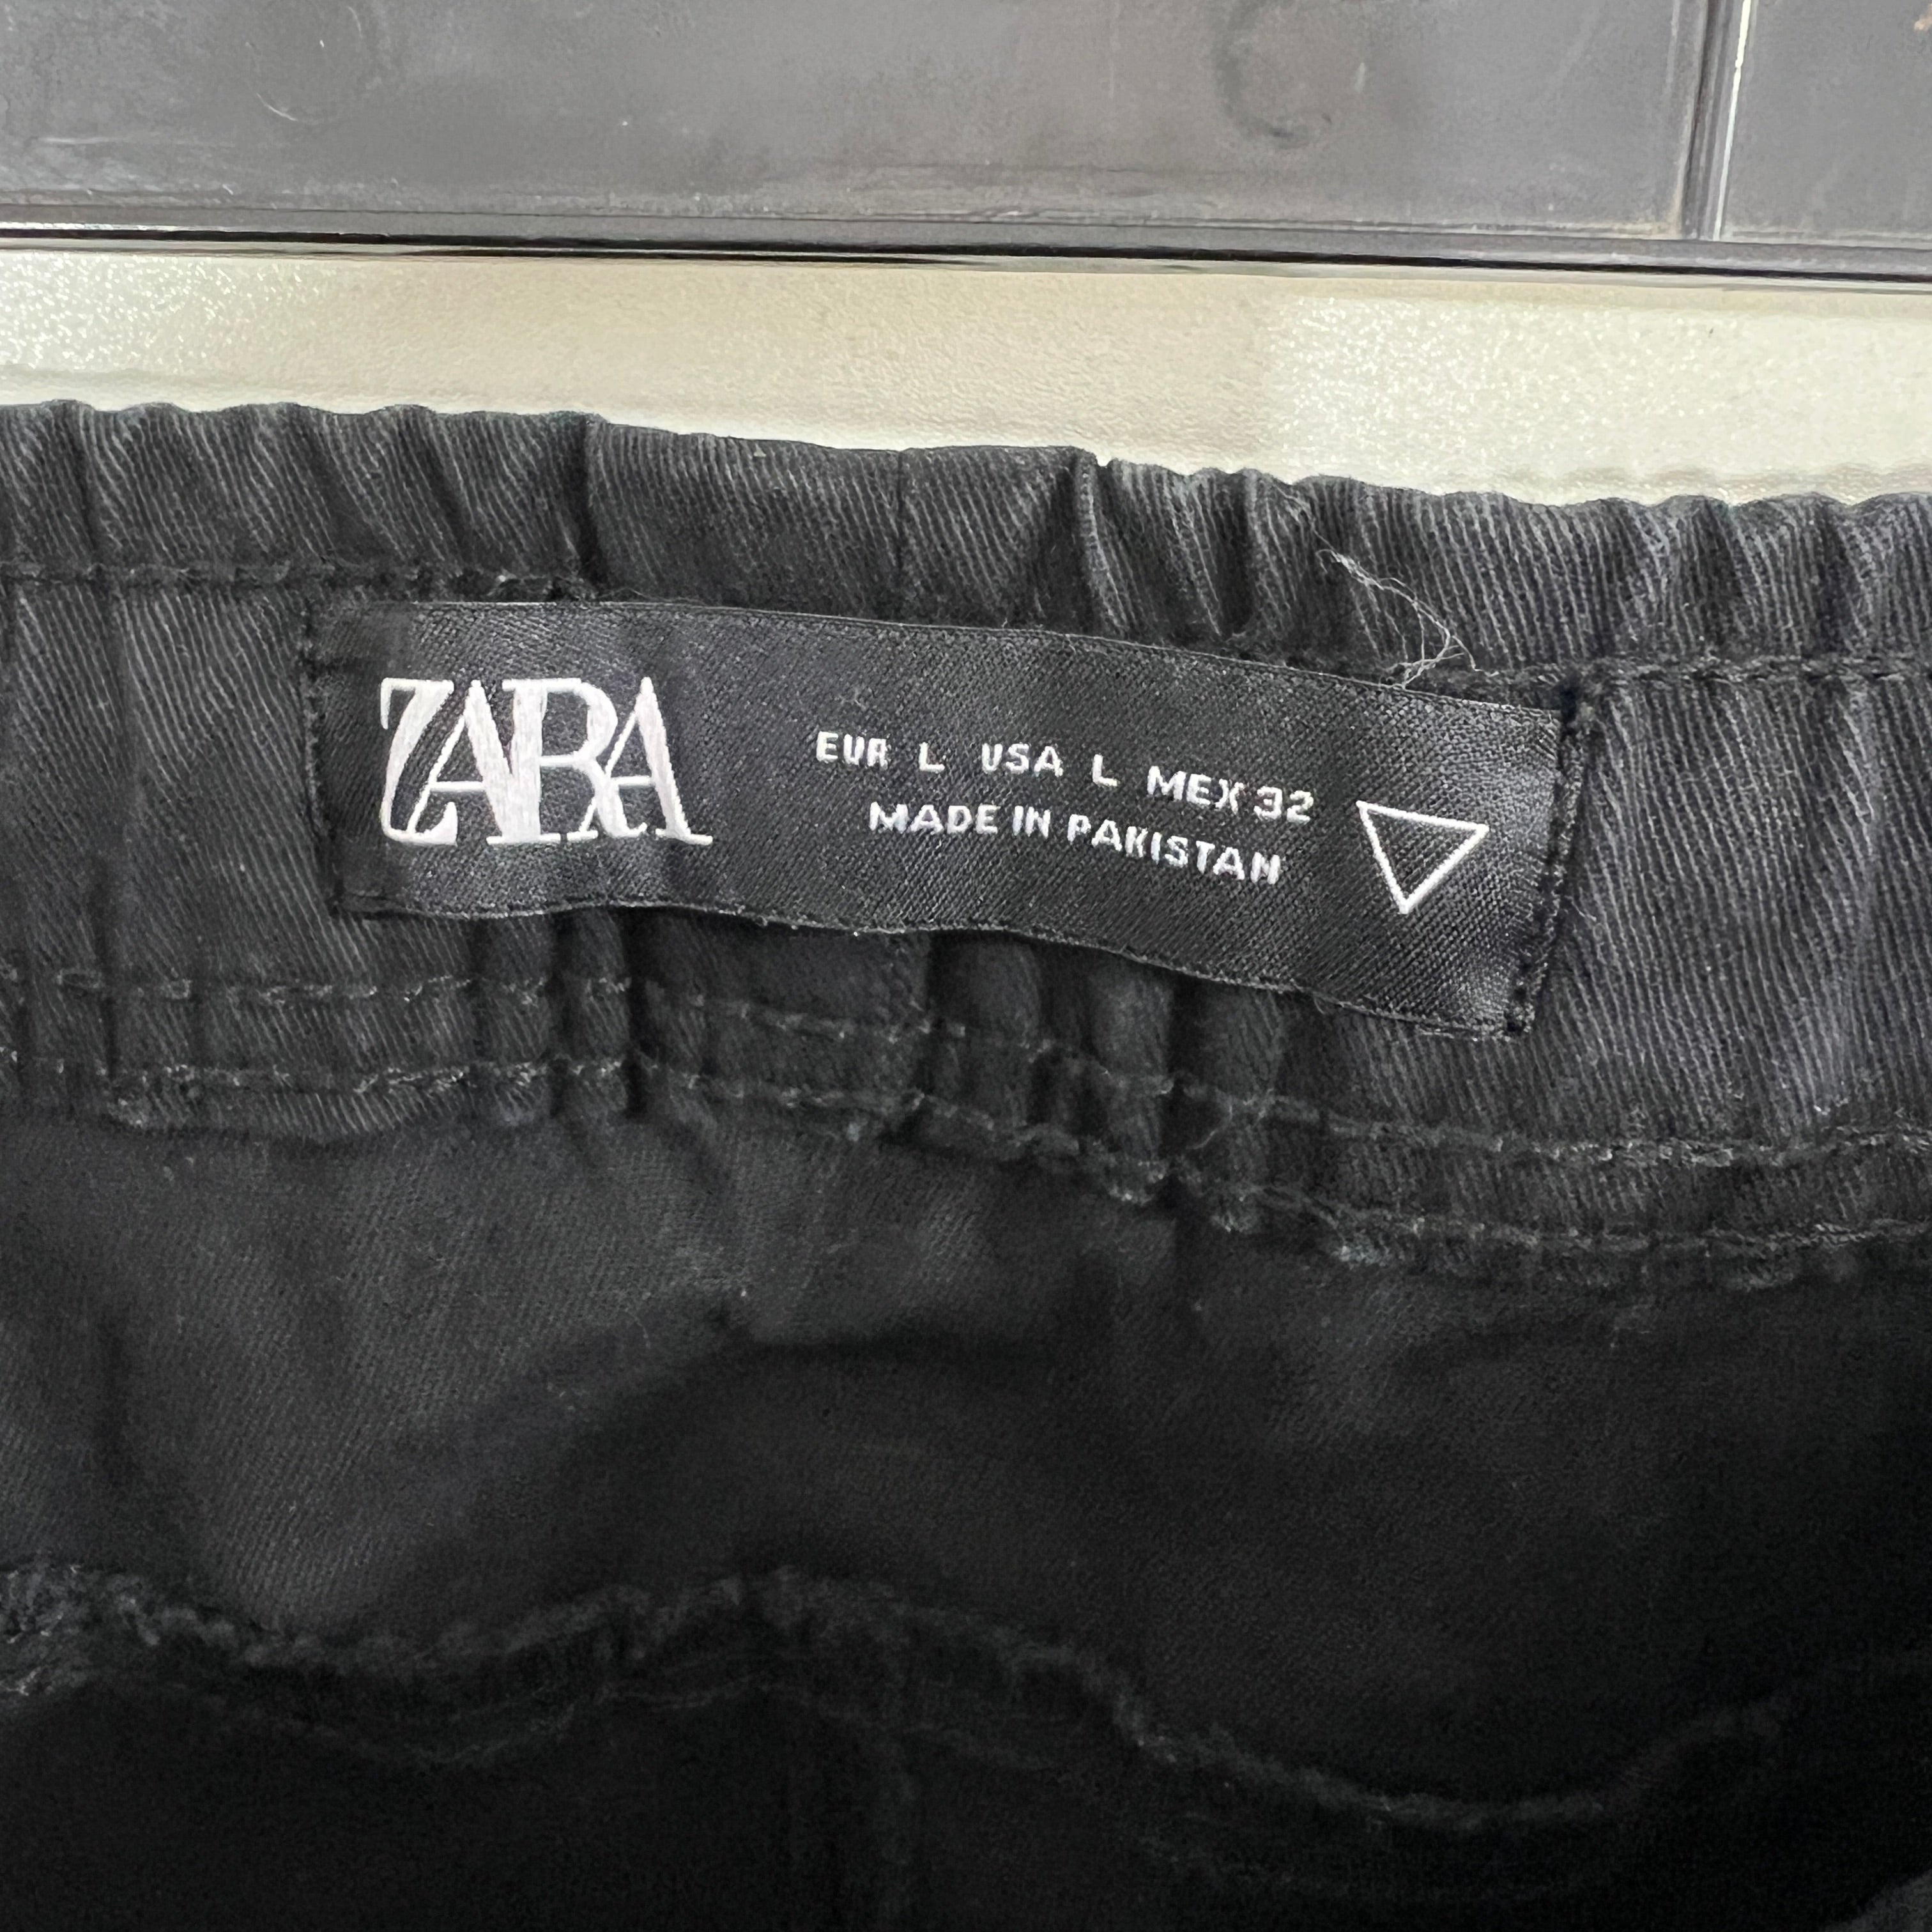 ZARA
EUR L USA L MEX 32
MADE IN PAKISTAN